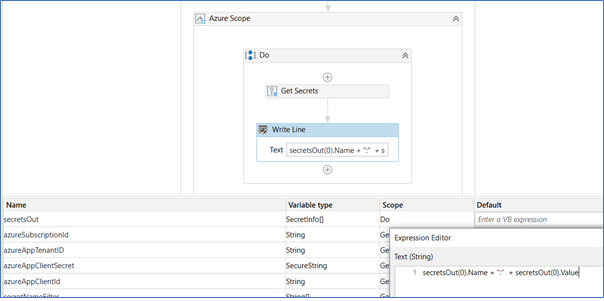 Azure Scope
Do
Get Secrets
Write Line
Text secretsOut(0).Name + ":" + s
Name Variable type Scope Default
secretsOut SecretInfo[] Do Enter a VB expression
azureSubscriptionId String Ge
azureAppTenantID String Ge
azureAppClientSecret SecureString Ge
azureAppClientId String Ge
secretNameFilter String[] Ge
Expression Editor
Text (String)
1 secretsOut(0).Name + ":" + secretsOut(0).Value